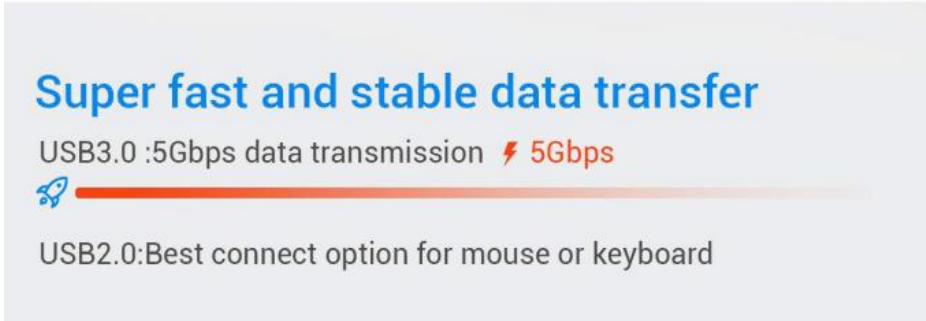 Super fast and stable data transfer
USB3.0 :5Gbps data transmission 5Gbps
USB2.0:Best connect option for mouse or keyboard